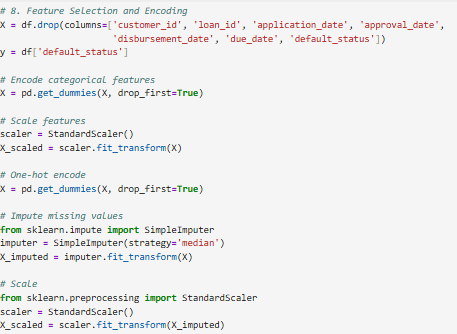 # 8. Feature Selection and Encoding
X = df.drop(columns=['customer_id', 'loan_id', 'application_date', 'approval_date',
'disbursement_date', 'due_date', 'default_status'])
y = df['default_status']
# Encode categorical features
X = pd.get_dummies(X, drop_first=True)
# Scale features
scaler = StandardScaler()
X_scaled = scaler.fit_transform(X)
# One-hot encode
X = pd.get_dummies(X, drop_first=True)
# Impute missing values
from sklearn.impute import SimpleImputer
imputer = SimpleImputer(strategy='median')
X_imputed = imputer.fit_transform(X)
# Scale
from sklearn.preprocessing import StandardScaler
scaler = StandardScaler()
X_scaled = scaler.fit_transform(X_imputed)